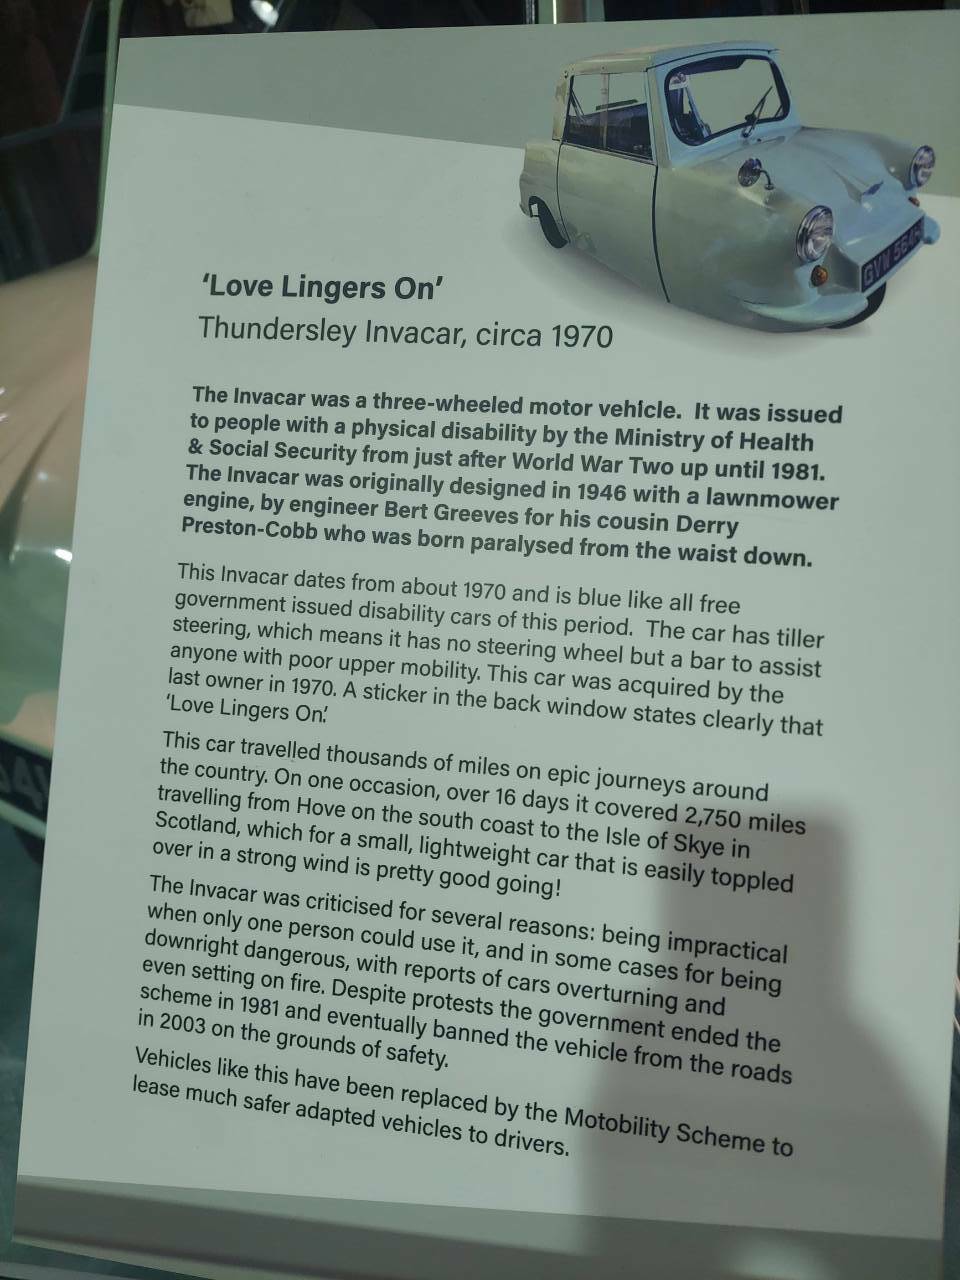 GVW 564H
'Love Lingers On'
Thundersley Invacar, circa 1970
The Invacar was a three-wheeled motor vehicle. It was issued
to people with a physical disability by the Ministry of Health
& Social Security from just after World War Two up until 1981.
The Invacar was originally designed in 1946 with a lawnmower
engine, by engineer Bert Greeves for his cousin Derry
Preston-Cobb who was born paralysed from the waist down.
This Invacar dates from about 1970 and is blue like all free
government issued disability cars of this period. The car has tiller
steering, which means it has no steering wheel but a bar to assist
anyone with poor upper mobility. This car was acquired by the
last owner in 1970. A sticker in the back window states clearly that
'Love Lingers On'.
This car travelled thousands of miles on epic journeys around
the country. On one occasion, over 16 days it covered 2,750 miles
travelling from Hove on the south coast to the Isle of Skye in
Scotland, which for a small, lightweight car that is easily toppled
over in a strong wind is pretty good going!
The Invacar was criticised for several reasons: being impractical
when only one person could use it, and in some cases for being
downright dangerous, with reports of cars overturning and
even setting on fire. Despite protests the government ended the
scheme in 1981 and eventually banned the vehicle from the roads
in 2003 on the grounds of safety.
Vehicles like this have been replaced by the Motobility Scheme to
lease much safer adapted vehicles to drivers.